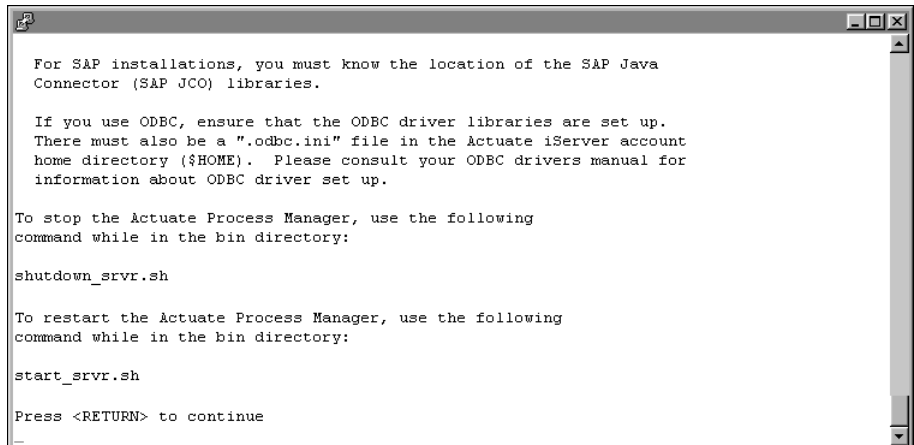 For SAP installations, you must know the location of the SAP Java
Connector (SAP JCO) libraries.
If you use ODBC, ensure that the ODBC driver libraries are set up.
There must also be a ".odbc.ini" file in the Actuate iServer account
home directory ($HOME).  Please consult your ODBC drivers manual for
information about ODBC driver set up.
To stop the Actuate Process Manager, use the following
command while in the bin directory:
shutdown_srvr.sh
To restart the Actuate Process Manager, use the following
command while in the bin directory:
start_srvr.sh
Press <RETURN> to continue